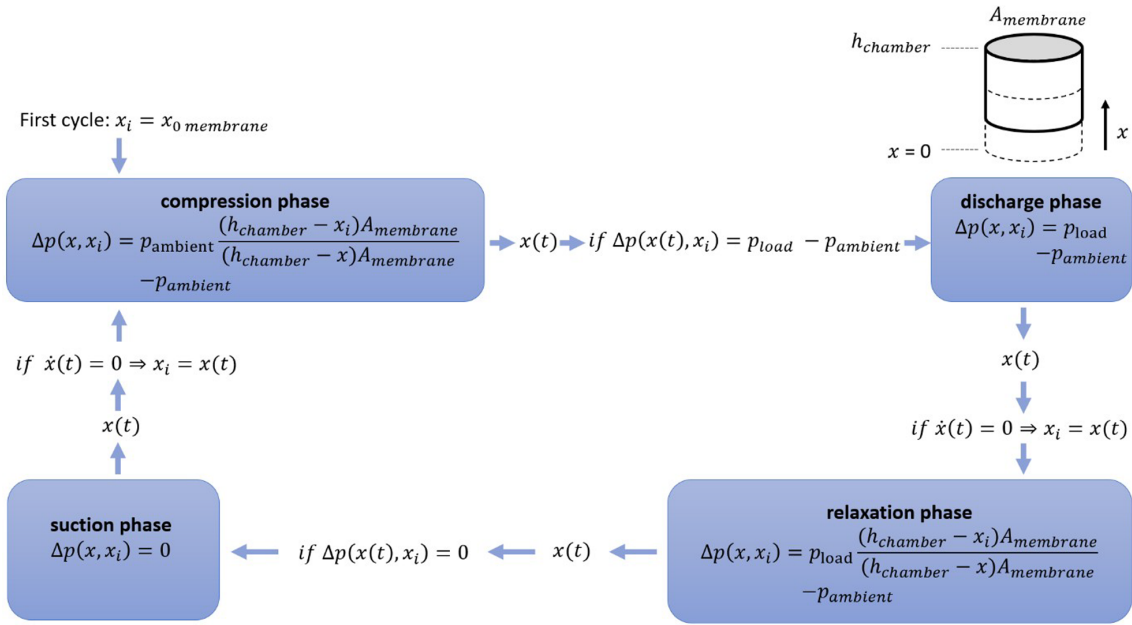 A_membrane
h_chamber
x = 0
x
First cycle: x_i = x_0 membrane
compression phase
Δp(x, x_i) = p_ambient (h_chamber − x_i)A_membrane / (h_chamber − x)A_membrane
−p_ambient
x(t)
if Δp(x(t), x_i) = p_load − p_ambient
discharge phase
Δp(x, x_i) = p_load
−p_ambient
x(t)
if ẋ(t) = 0 ⇒ x_i = x(t)
relaxation phase
Δp(x, x_i) = p_load (h_chamber − x_i)A_membrane / (h_chamber − x)A_membrane
−p_ambient
x(t)
if Δp(x(t), x_i) = 0
suction phase
Δp(x, x_i) = 0
x(t)
if ẋ(t) = 0 ⇒ x_i = x(t)